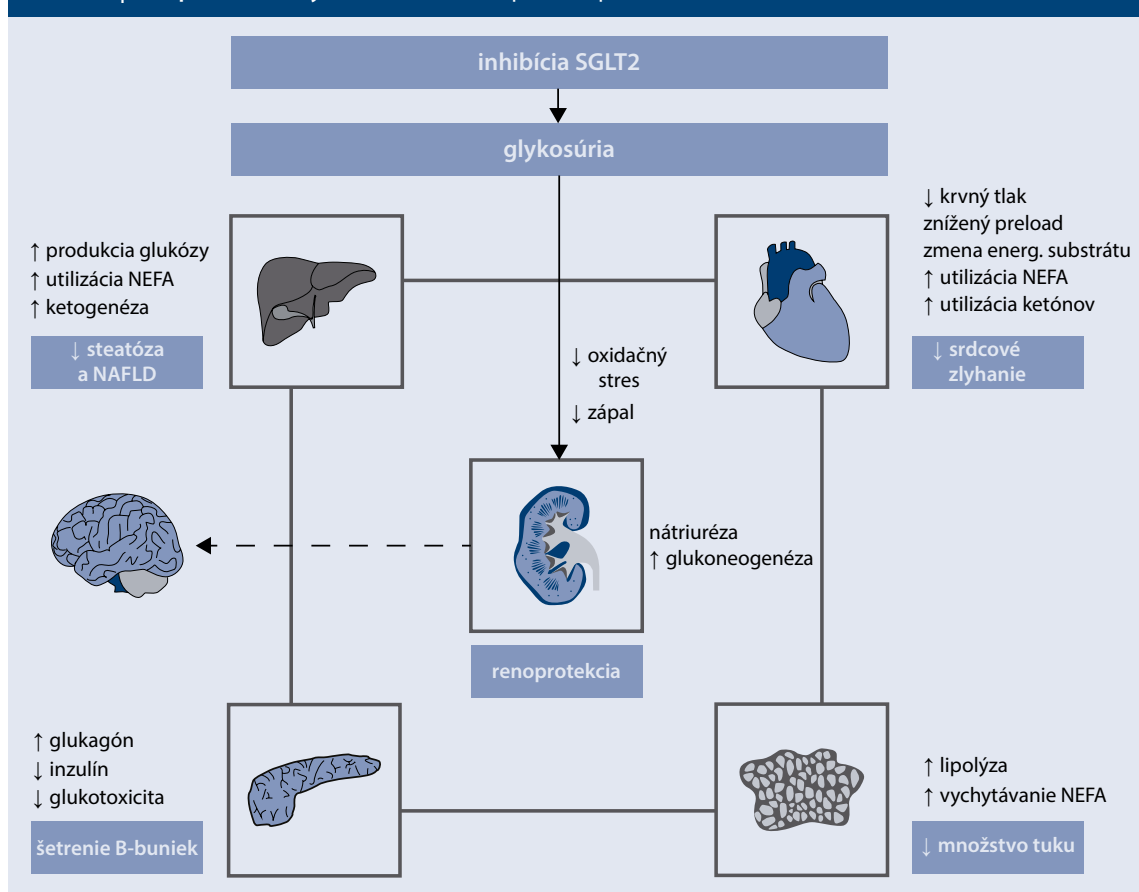 inhibícia SGLT2
glykosúria
↑ produkcia glukózy
↑ utilizácia NEFA
↑ ketogenéza
↓ steatóza
a NAFLD
↓ krvný tlak
znížený preload
zmena energ. substrátu
↑ utilizácia NEFA
↑ utilizácia ketónov
↓ srdcové
zlyhanie
↓ oxidačný
stres
↓ zápal
nátriuréza
↑ glukoneogenéza
renoprotekcia
↑ glukagón
↓ inzulín
↓ glukotoxicita
šetrenie B-buniek
↑ lipolýza
↑ vychytávanie NEFA
↓ množstvo tuku